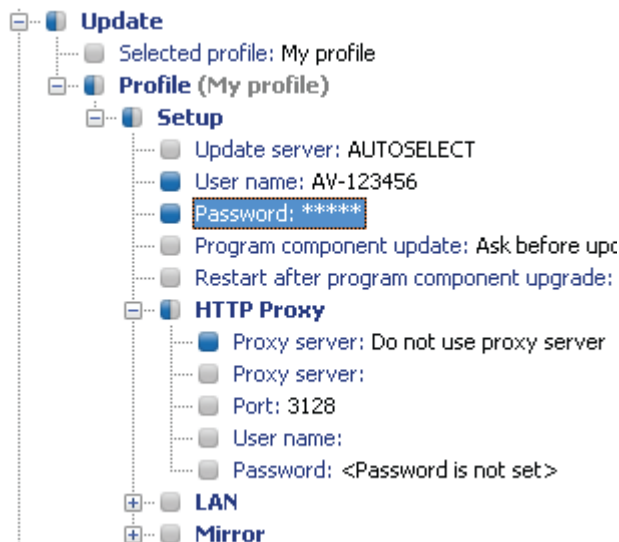 Update
Selected profile: My profile
Profile (My profile)
Setup
Update server: AUTOSELECT
User name: AV-123456
Password: *****
Program component update: Ask before upd
Restart after program component upgrade:
HTTP Proxy
Proxy server: Do not use proxy server
Proxy server:
Port: 3128
User name:
Password: <Password is not set>
LAN
Mirror